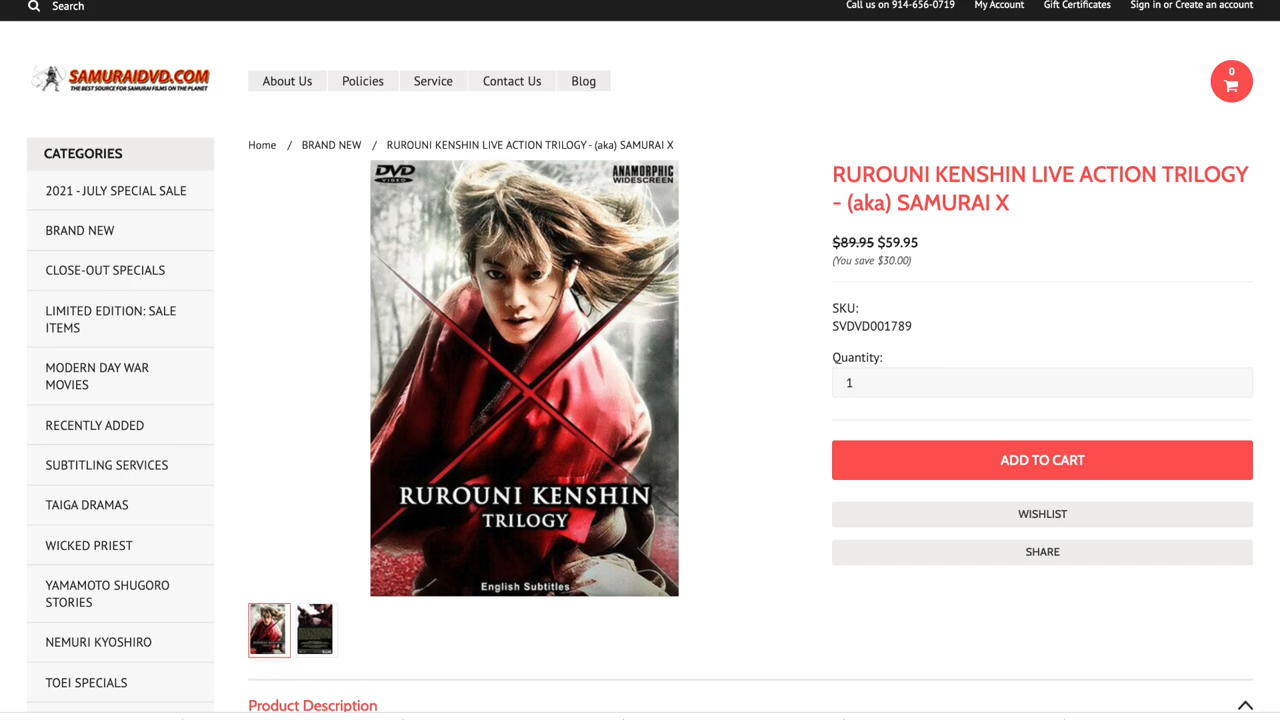 Search
Call us on 914-656-0719
My Account
Gift Certificates
Sign in or Create an account
SAMURAIDVD.COM
THE BEST SOURCE FOR SAMURAI FILMS ON THE PLANET
About Us
Policies
Service
Contact Us
Blog
0
CATEGORIES
2021 - JULY SPECIAL SALE
BRAND NEW
CLOSE-OUT SPECIALS
LIMITED EDITION: SALE
ITEMS
MODERN DAY WAR
MOVIES
RECENTLY ADDED
SUBTITLING SERVICES
TAIGA DRAMAS
WICKED PRIEST
YAMAMOTO SHUGORO
STORIES
NEMURI KYOSHIRO
TOEI SPECIALS
Home / BRAND NEW / RUROUNI KENSHIN LIVE ACTION TRILOGY - (aka) SAMURAI X
DVD
VIDEO
ANAMORPHIC
WIDESCREEN
RUROUNI KENSHIN
TRILOGY
English Subtitles
RUROUNI KENSHIN LIVE ACTION TRILOGY
- (aka) SAMURAI X
$89.95 $59.95
(You save $30.00)
SKU:
SVDVD001789
Quantity:
1
ADD TO CART
WISHLIST
SHARE
Product Description